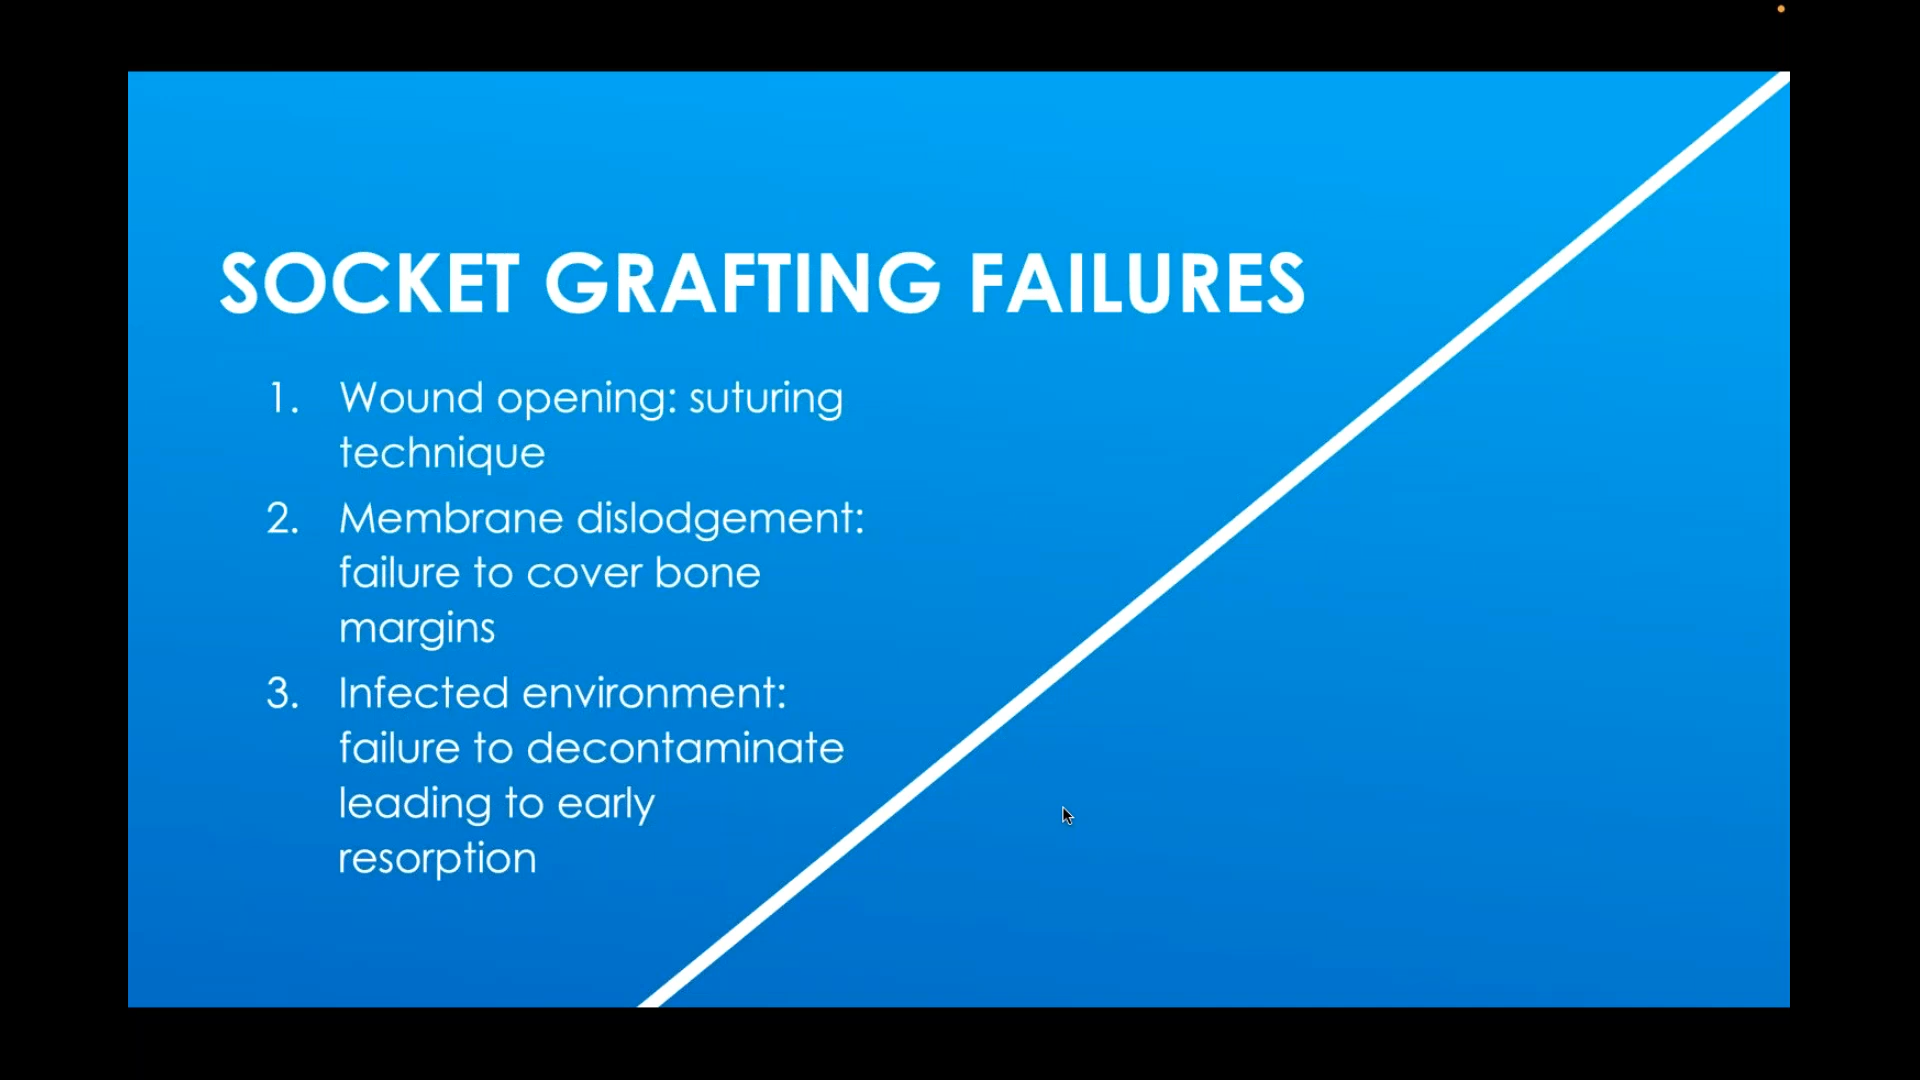 SOCKET GRAFTING FAILURES
1. Wound opening: suturing
technique
2. Membrane dislodgement:
failure to cover bone
margins
3. Infected environment:
failure to decontaminate
leading to early
resorption